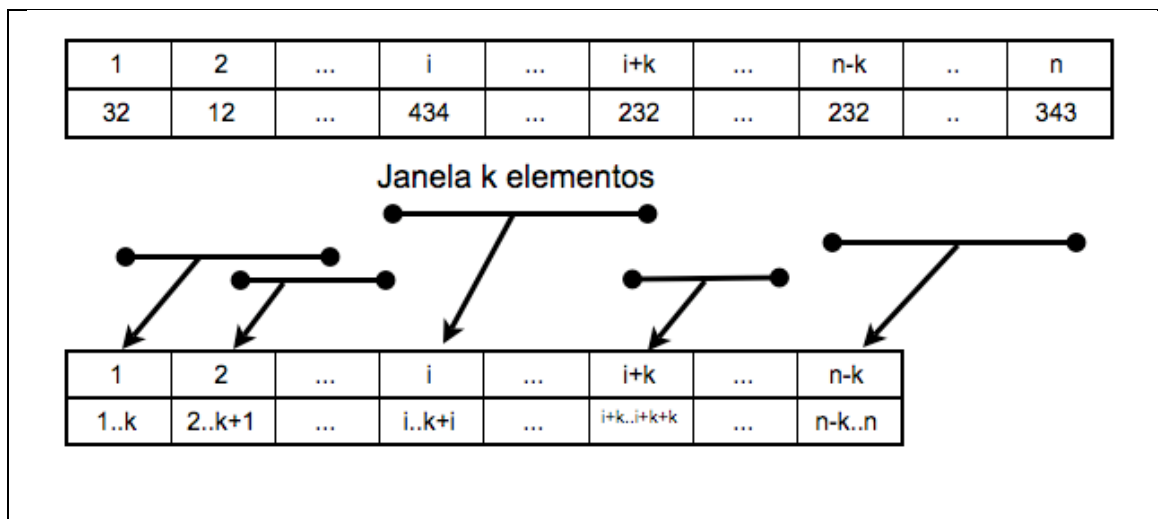 1 2 ... i ... i+k ... n-k .. n
32 12 ... 434 ... 232 ... 232 .. 343
Janela k elementos
1 2 ... i ... i+k ... n-k
1..k 2..k+1 ... i..k+i ... i+k..i+k+k ... n-k..n